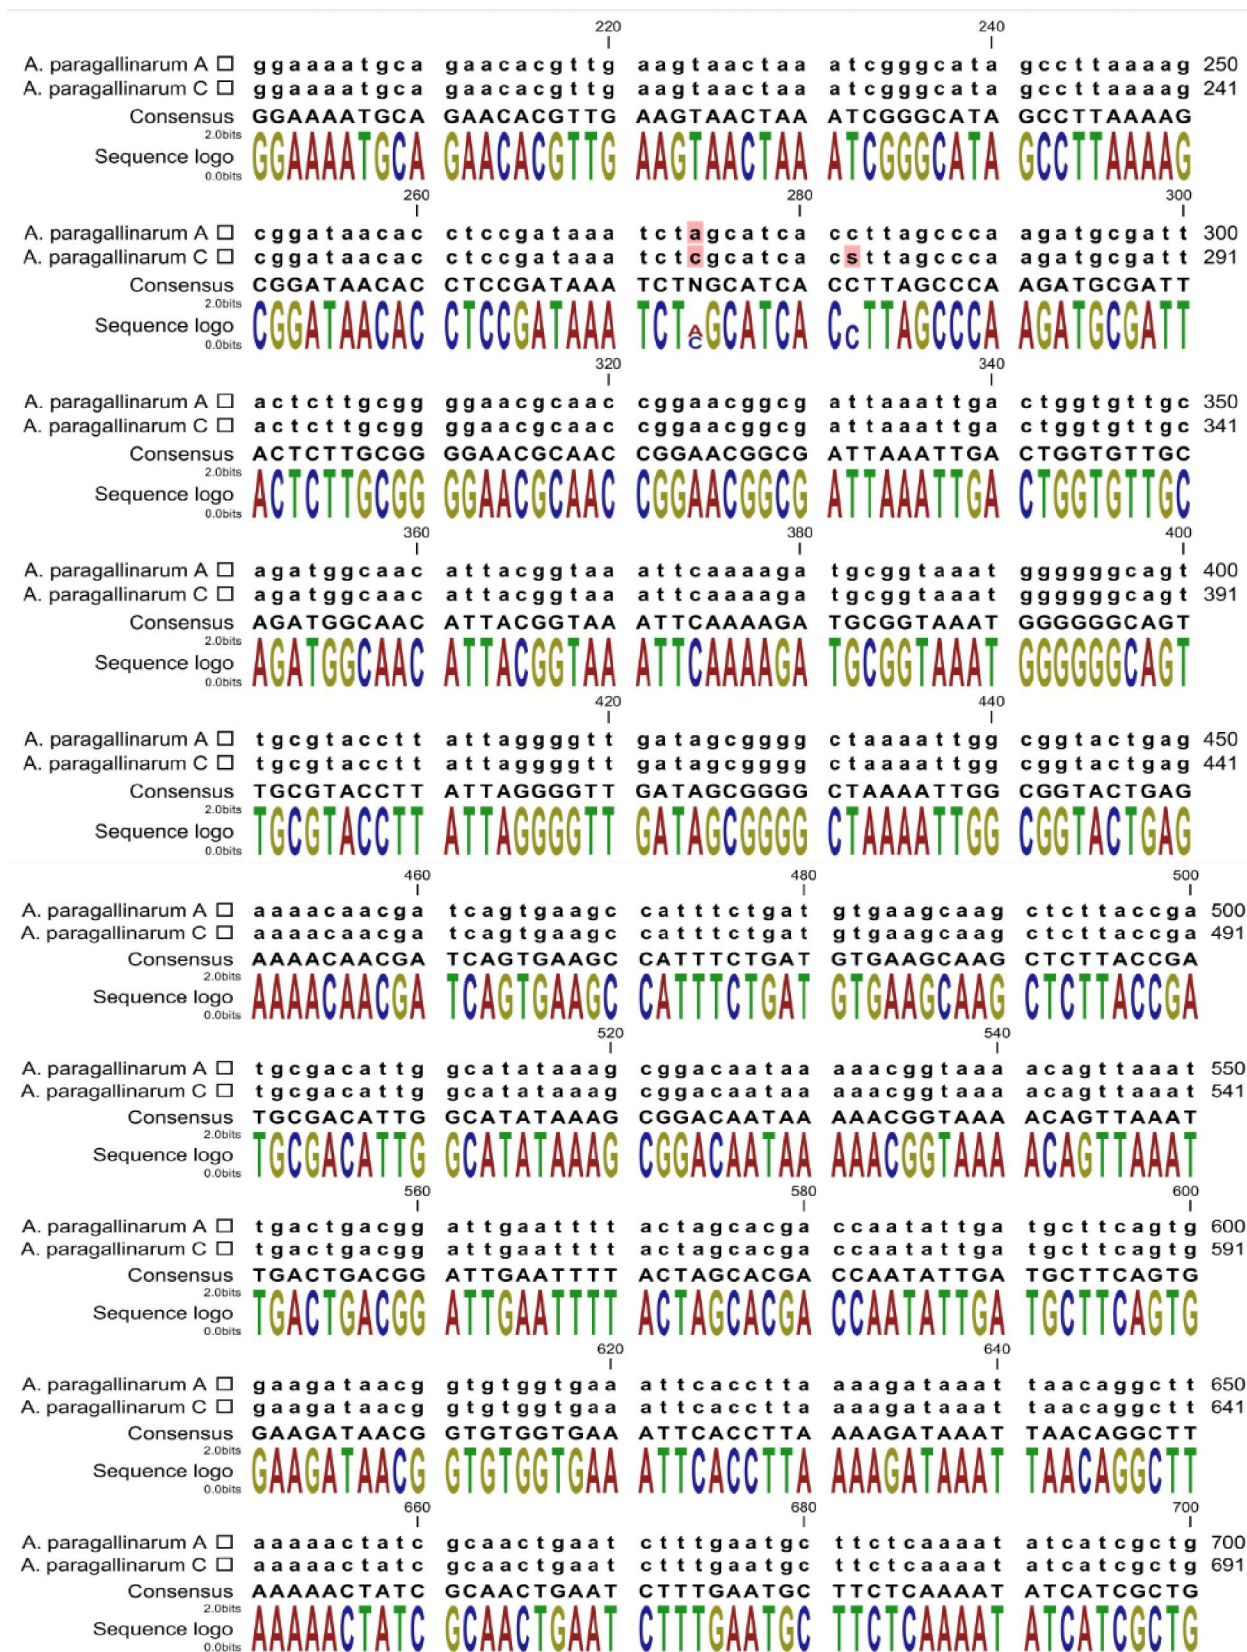 220 240
A. paragallinarum A ggaaaatgca gaacacgttg aagtaactaa atcgggcata gccttaaaag 250
A. paragallinarum C ggaaaatgca gaacacgttg aagtaactaa atcgggcata gccttaaaag 241
Consensus GGAAAATGCA GAACACGTTG AAGTAACTAA ATCGGGCATA GCCTTAAAAG
2.0bits
Sequence logo GGAAAATGCA GAACACGTTG AAGTAACTAA ATCGGGCATA GCCTTAAAAG
0.0bits
260 280 300
A. paragallinarum A cggataacac ctccgataaa tctagcatca ccttagccca agatgcgatt 300
A. paragallinarum C cggataacac ctccgataaa tctcgcatca csttagccca agatgcgatt 291
Consensus CGGATAACAC CTCCGATAAA TCTNGCATCA CCTTAGCCCA AGATGCGATT
2.0bits
Sequence logo CGGATAACAC CTCCGATAAA TCTACGCATCA CCTTAGCCCA AGATGCGATT
0.0bits
320 340
A. paragallinarum A actcttgcgg ggaacgcaac cggaacggcg attaaattga ctggtgttgc 350
A. paragallinarum C actcttgcgg ggaacgcaac cggaacggcg attaaattga ctggtgttgc 341
Consensus ACTCTTGCGG GGAACGCAAC CGGAACGGCG ATTAAATTGA CTGGTGTTGC
2.0bits
Sequence logo ACTCTTGCGG GGAACGCAAC CGGAACGGCG ATTAAATTGA CTGGTGTTGC
0.0bits
360 380 400
A. paragallinarum A agatggcaac attacggtaa attcaaaaga tgcggtaaat ggggggcagt 400
A. paragallinarum C agatggcaac attacggtaa attcaaaaga tgcggtaaat ggggggcagt 391
Consensus AGATGGCAAC ATTACGGTAA ATTCAAAAGA TGCGGTAAAT GGGGGGCAGT
2.0bits
Sequence logo AGATGGCAAC ATTACGGTAA ATTCAAAAGA TGCGGTAAAT GGGGGGCAGT
0.0bits
420 440
A. paragallinarum A tgcgtacctt attaggggtt gatagcgggg ctaaaattgg cggtactgag 450
A. paragallinarum C tgcgtacctt attaggggtt gatagcgggg ctaaaattgg cggtactgag 441
Consensus TGCGTACCTT ATTAGGGGTT GATAGCGGGG CTAAAATTGG CGGTACTGAG
2.0bits
Sequence logo TGCGTACCTT ATTAGGGGTT GATAGCGGGG CTAAAATTGG CGGTACTGAG
0.0bits
460 480 500
A. paragallinarum A aaaacaacga tcagtgaagc catttctgat gtgaagcaag ctcttaccga 500
A. paragallinarum C aaaacaacga tcagtgaagc catttctgat gtgaagcaag ctcttaccga 491
Consensus AAAACAACGA TCAGTGAAGC CATTTCTGAT GTGAAGCAAG CTCTTACCGA
2.0bits
Sequence logo AAAACAACGA TCAGTGAAGC CATTTCTGAT GTGAAGCAAG CTCTTACCGA
0.0bits
520 540
A. paragallinarum A tgcgacattg gcatataaag cggacaataa aaacggtaaa acagttaaat 550
A. paragallinarum C tgcgacattg gcatataaag cggacaataa aaacggtaaa acagttaaat 541
Consensus TGCGACATTG GCATATAAAG CGGACAATAA AAACGGTAAA ACAGTTAAAT
2.0bits
Sequence logo TGCGACATTG GCATATAAAG CGGACAATAA AAACGGTAAA ACAGTTAAAT
0.0bits
560 580 600
A. paragallinarum A tgactgacgg attgaatttt actagcacga ccaatattga tgcttcagtg 600
A. paragallinarum C tgactgacgg attgaatttt actagcacga ccaatattga tgcttcagtg 591
Consensus TGACTGACGG ATTGAATTTT ACTAGCACGA CCAATATTGA TGCTTCAGTG
2.0bits
Sequence logo TGACTGACGG ATTGAATTTT ACTAGCACGA CCAATATTGA TGCTTCAGTG
0.0bits
620 640
A. paragallinarum A gaagataacg gtgtggtgaa attcacctta aaagataaat taacaggctt 650
A. paragallinarum C gaagataacg gtgtggtgaa attcacctta aaagataaat taacaggctt 641
Consensus GAAGATAACG GTGTGGTGAA ATTCACCTTA AAAGATAAAT TAACAGGCTT
2.0bits
Sequence logo GAAGATAACG GTGTGGTGAA ATTCACCTTA AAAGATAAAT TAACAGGCTT
0.0bits
660 680 700
A. paragallinarum A aaaaactatc gcaactgaat ctttgaatgc ttctcaaaat atcatcgctg 700
A. paragallinarum C aaaaactatc gcaactgaat ctttgaatgc ttctcaaaat atcatcgctg 691
Consensus AAAAACTATC GCAACTGAAT CTTTGAATGC TTCTCAAAAT ATCATCGCTG
2.0bits
Sequence logo AAAAACTATC GCAACTGAAT CTTTGAATGC TTCTCAAAAT ATCATCGCTG
0.0bits